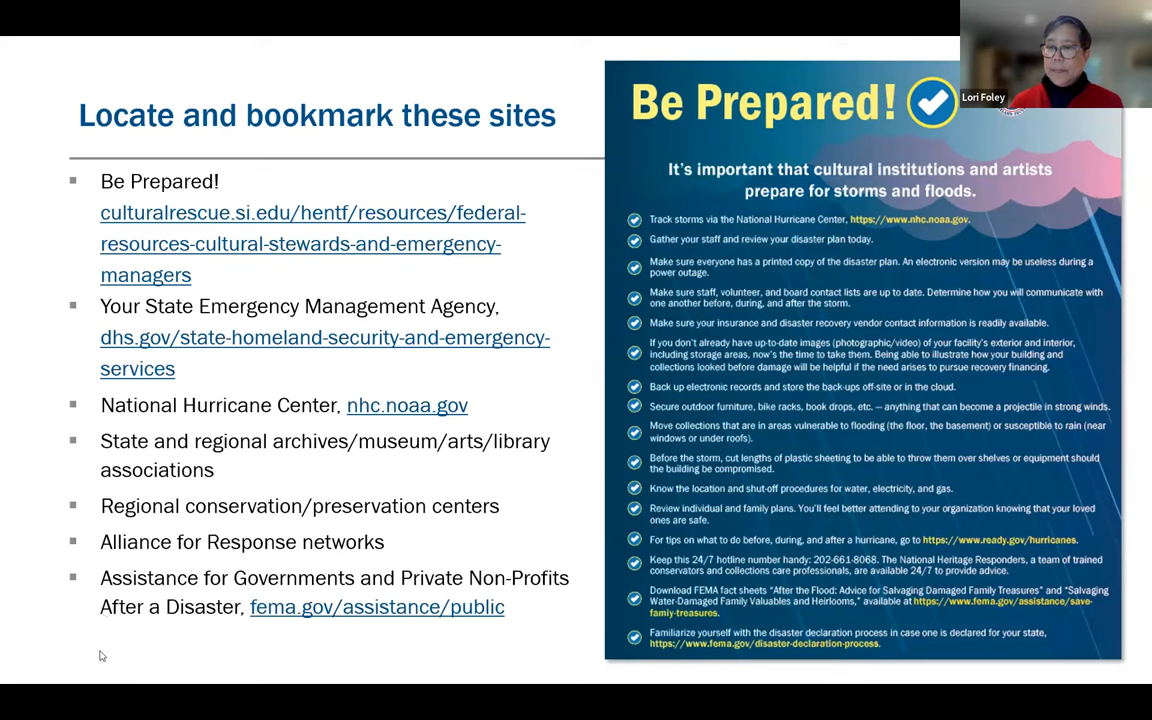 Locate and bookmark these sites
Be Prepared!
culturalrescue.si.edu/hentf/resources/federal-
resources-cultural-stewards-and-emergency-
managers
Your State Emergency Management Agency,
dhs.gov/state-homeland-security-and-emergency-
services
National Hurricane Center, nhc.noaa.gov
State and regional archives/museum/arts/library
associations
Regional conservation/preservation centers
Alliance for Response networks
Assistance for Governments and Private Non-Profits
After a Disaster, fema.gov/assistance/public
Be Prepared!
It's important that cultural institutions and artists
prepare for storms and floods.
Track storms via the National Hurricane Center, https://www.nhc.noaa.gov.
Gather your staff and review your disaster plan today.
Make sure everyone has a printed copy of the disaster plan. An electronic version may be useless during a
power outage.
Make sure staff, volunteer, and board contact lists are up to date. Determine how you will communicate with
one another before, during, and after the storm.
Make sure your insurance and disaster recovery vendor contact information is readily available.
If you don't already have up-to-date images (photographic/video) of your facility's exterior and interior,
including storage areas, now's the time to take them. Being able to illustrate how your building and
collections looked before damage will be helpful if the need arises to pursue recovery financing.
Back up electronic records and store the back-ups off-site or in the cloud.
Secure outdoor furniture, bike racks, book drops, etc. – anything that can become a projectile in strong winds.
Move collections that are in areas vulnerable to flooding (the floor, the basement) or susceptible to rain (near
windows or under roofs).
Before the storm, cut lengths of plastic sheeting to be able to throw them over shelves or equipment should
the building be compromised.
Know the location and shut-off procedures for water, electricity, and gas.
Review individual and family plans. You'll feel better attending to your organization knowing that your loved
ones are safe.
For tips on what to do before, during, and after a hurricane, go to https://www.ready.gov/hurricanes.
Keep this 24/7 hotline number handy: 202-661-8068. The National Heritage Responders, a team of trained
conservators and collections care professionals, are available 24/7 to provide advice.
Download FEMA fact sheets "After the Flood: Advice for Salvaging Damaged Family Treasures" and "Salvaging
Water-Damaged Family Valuables and Heirlooms," available at https://www.fema.gov/assistance/save-
famiy-treasures.
Familiarize yourself with the disaster declaration process in case one is declared for your state,
https://www.fema.gov/disaster-declaration-process.
Lori Foley